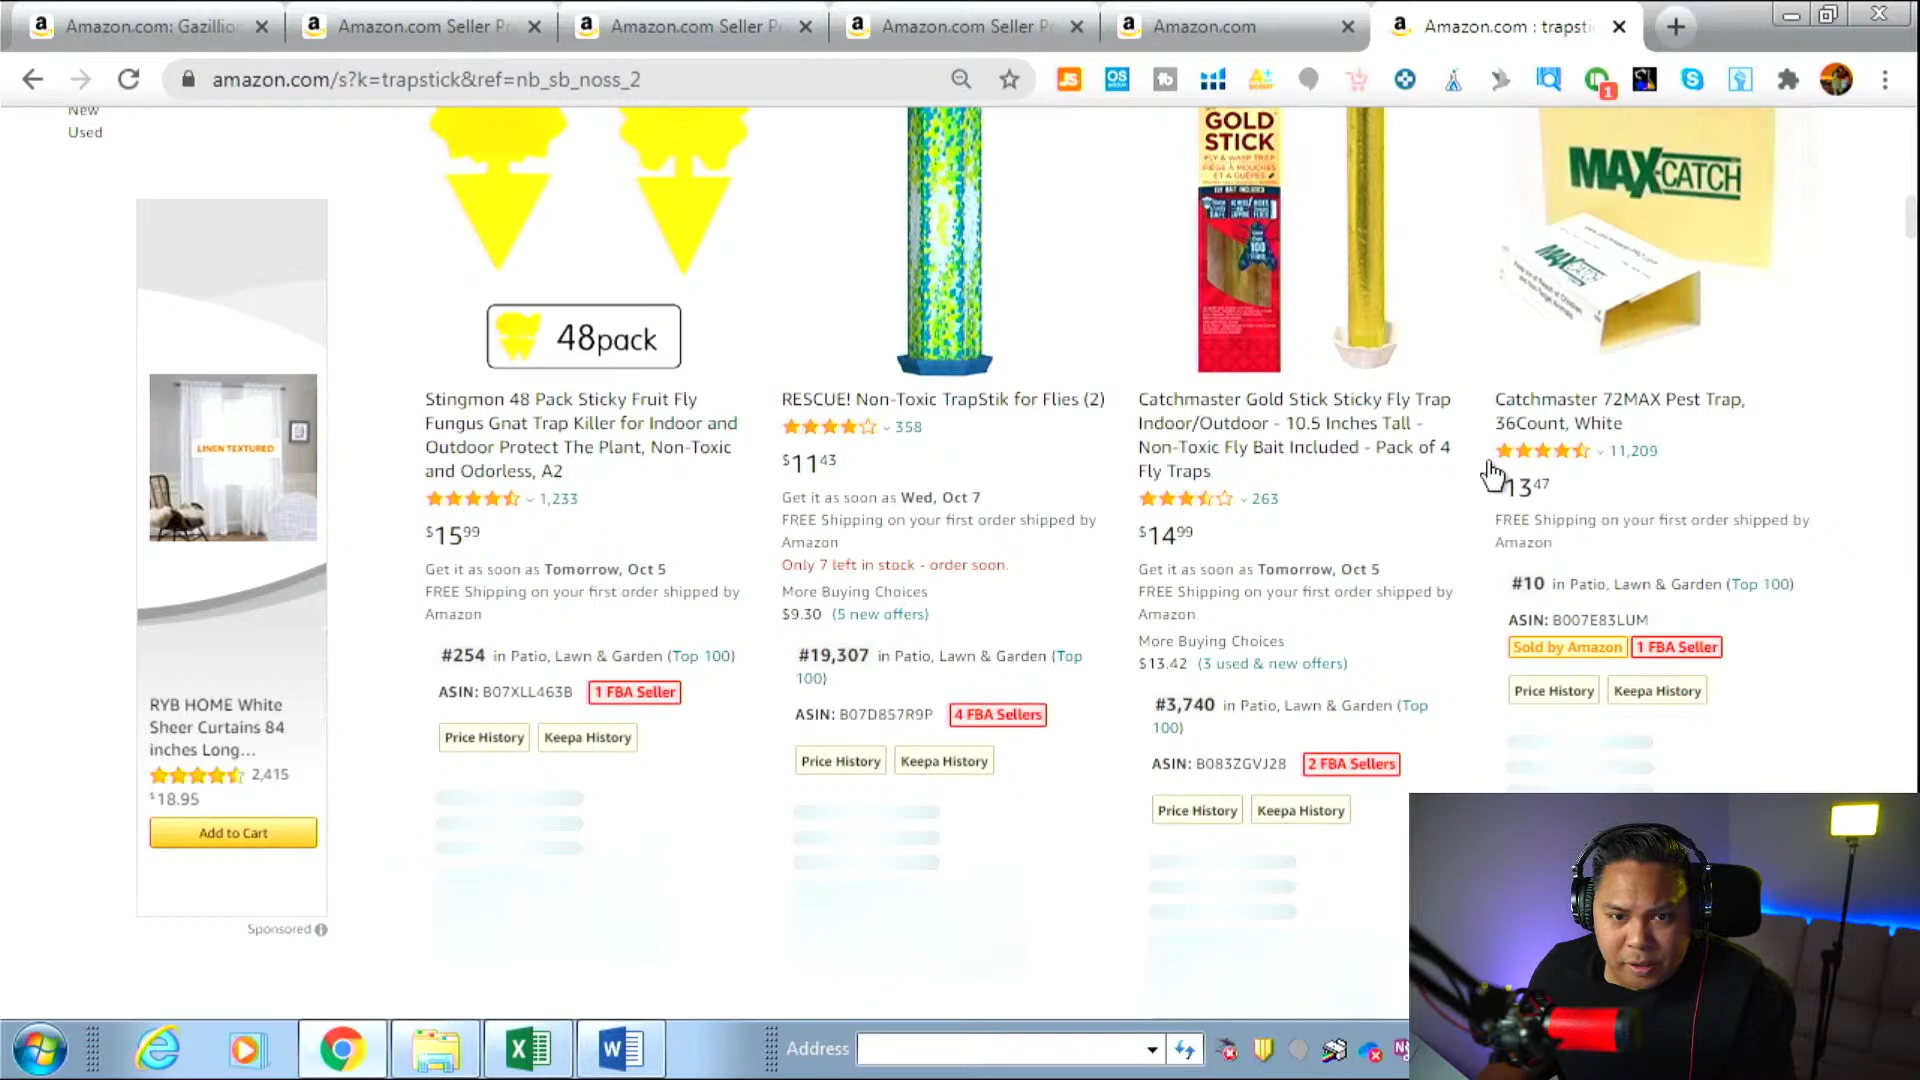 Amazon.com: Gazillio
Amazon.com Seller Pr
Amazon.com Seller Pr
Amazon.com Seller Pr
Amazon.com
Amazon.com : trapsti
amazon.com/s?k=trapstick&ref=nb_sb_noss_2
New
Used
LINEN TEXTURED
RYB HOME White
Sheer Curtains 84
inches Long...
2,415
$18.95
Add to Cart
Sponsored
48pack
Stingmon 48 Pack Sticky Fruit Fly
Fungus Gnat Trap Killer for Indoor and
Outdoor Protect The Plant, Non-Toxic
and Odorless, A2
1,233
$15 99
Get it as soon as Tomorrow, Oct 5
FREE Shipping on your first order shipped by
Amazon
#254 in Patio, Lawn & Garden (Top 100)
ASIN: B07XLL463B 1 FBA Seller
Price History Keepa History
RESCUE! Non-Toxic TrapStik for Flies (2)
358
$11 43
Get it as soon as Wed, Oct 7
FREE Shipping on your first order shipped by
Amazon
Only 7 left in stock - order soon.
More Buying Choices
$9.30 (5 new offers)
#19,307 in Patio, Lawn & Garden (Top
100)
ASIN: B07D857R9P 4 FBA Sellers
Price History Keepa History
GOLD
STICK
FLY & WASP TRAP
Catchmaster Gold Stick Sticky Fly Trap
Indoor/Outdoor - 10.5 Inches Tall -
Non-Toxic Fly Bait Included - Pack of 4
Fly Traps
263
$14 99
Get it as soon as Tomorrow, Oct 5
FREE Shipping on your first order shipped by
Amazon
More Buying Choices
$13.42 (3 used & new offers)
#3,740 in Patio, Lawn & Garden (Top
100)
ASIN: B083ZGVJ28 2 FBA Sellers
Price History Keepa History
MAX-CATCH
MAX-CATCH
Catchmaster 72MAX Pest Trap,
36Count, White
11,209
13 47
FREE Shipping on your first order shipped by
Amazon
#10 in Patio, Lawn & Garden (Top 100)
ASIN: B007E83LUM
Sold by Amazon 1 FBA Seller
Price History Keepa History
Address